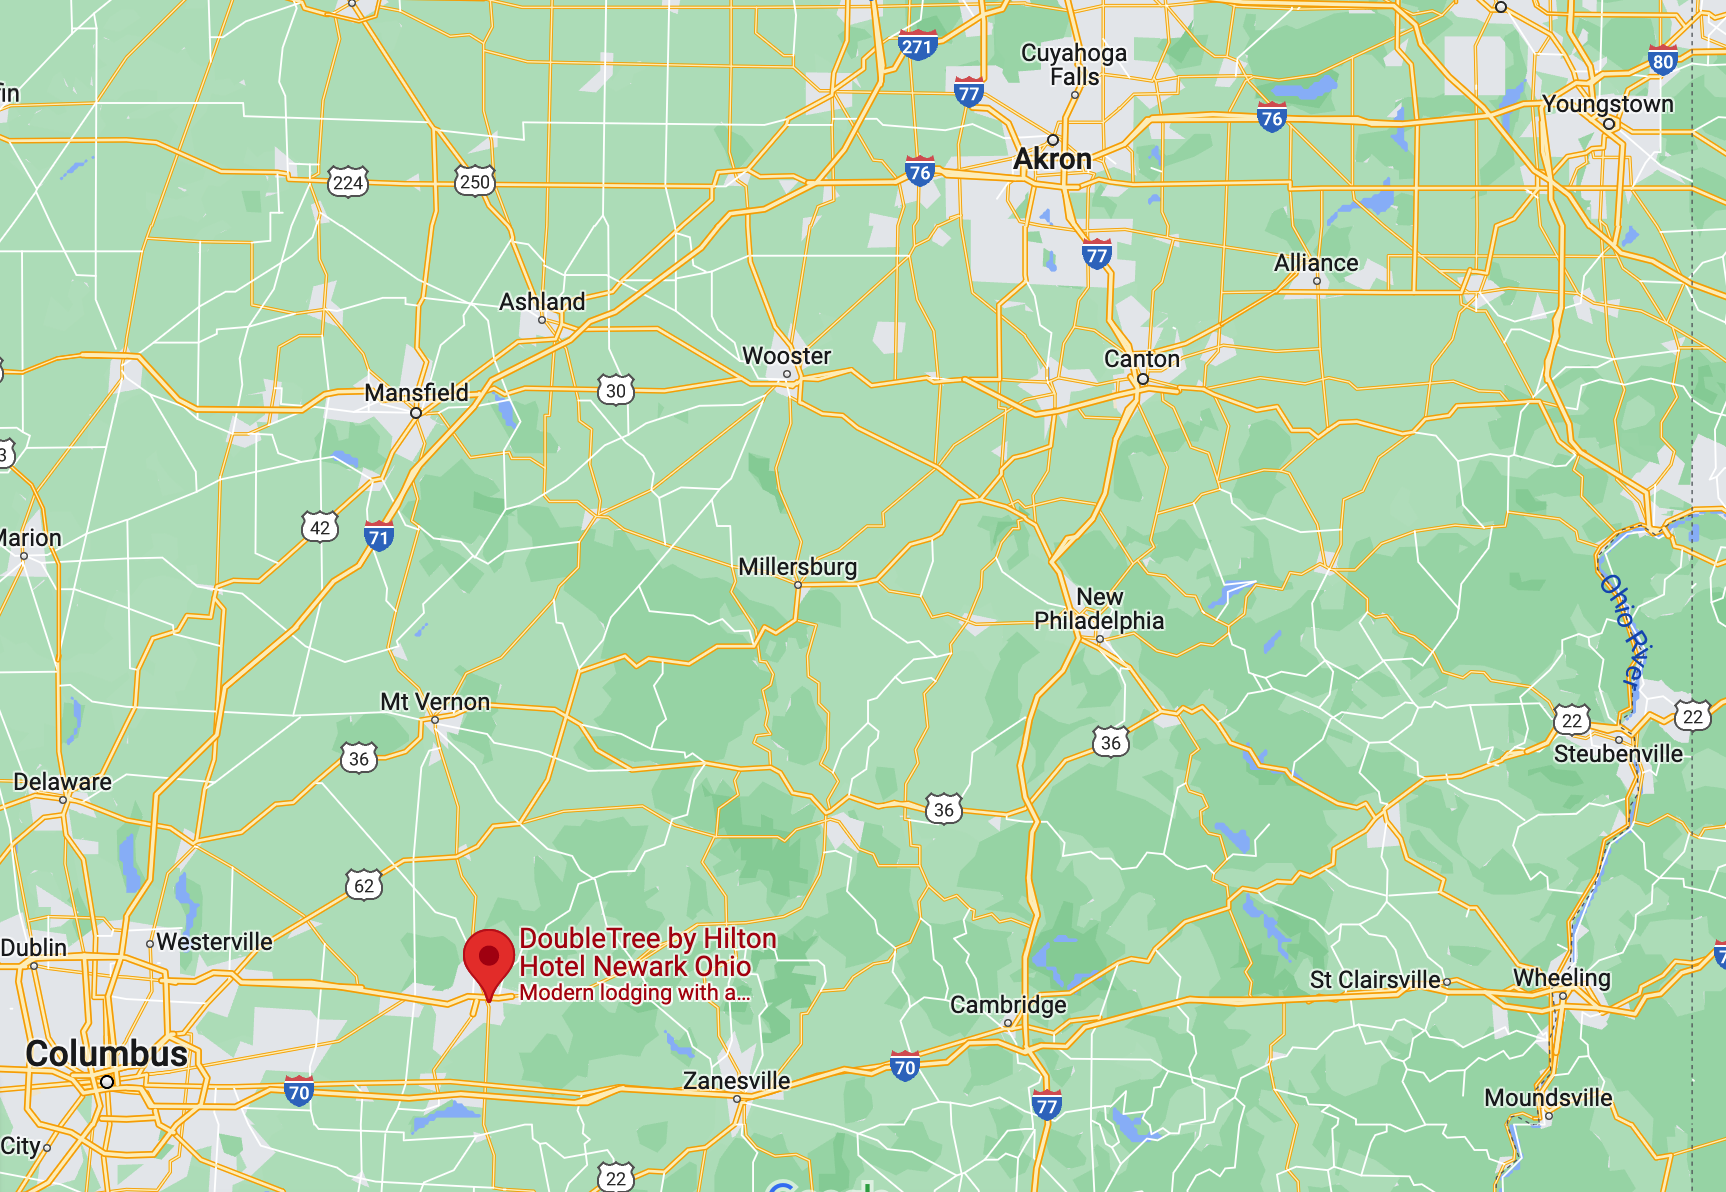 271
Cuyahoga
Falls
80
77
76
Youngstown
fin
Akron
224
250
76
77
Alliance
Ashland
Wooster
Canton
30
Mansfield
3
42
71
Marion
Millersburg
New
Philadelphia
Ohio River
Mt Vernon
22
22
36
36
Steubenville
Delaware
36
62
Dublin
Westerville
DoubleTree by Hilton
Hotel Newark Ohio
Modern lodging with a...
St Clairsville
Wheeling
7
Cambridge
Columbus
70
70
Zanesville
77
Moundsville
City
22